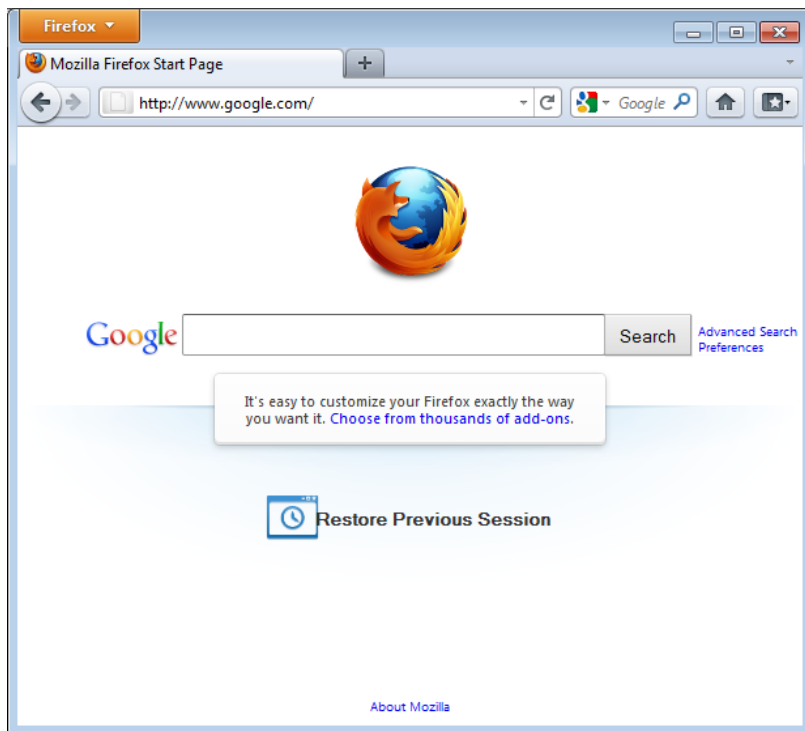 Firefox
Mozilla Firefox Start Page
http://www.google.com/ Google
Google Search Advanced Search
Preferences
It's easy to customize your Firefox exactly the way
you want it. Choose from thousands of add-ons.
Restore Previous Session
About Mozilla